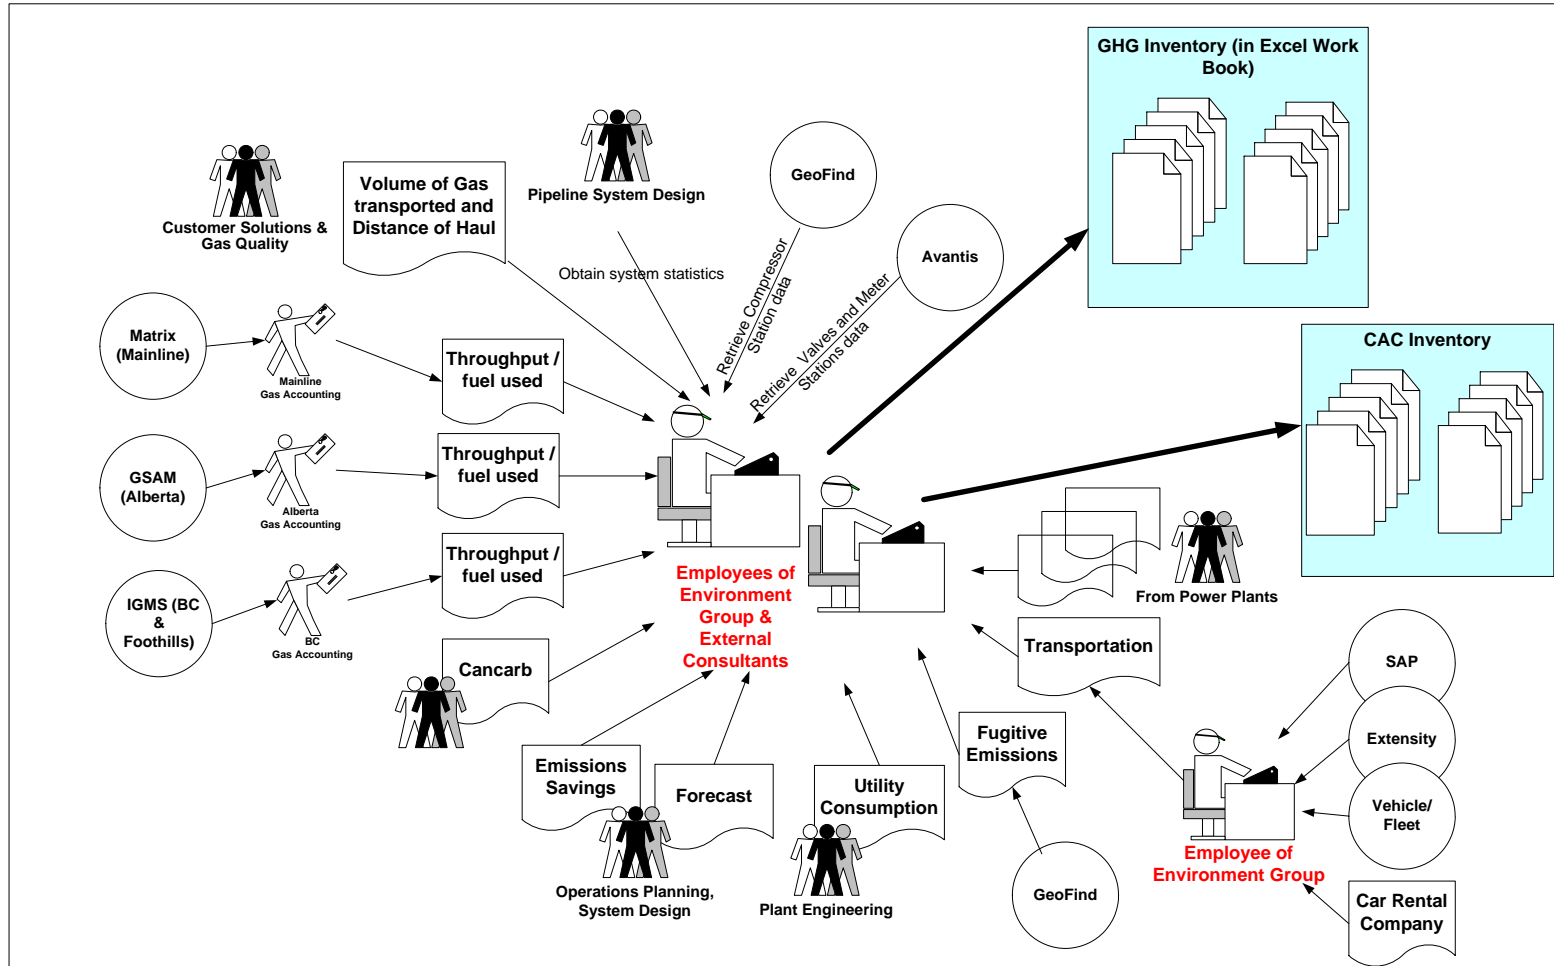 GHG Inventory (in Excel Work
Book)
CAC Inventory
Customer Solutions &
Gas Quality
Volume of Gas
transported and
Distance of Haul
Pipeline System Design
GeoFind
Avantis
Obtain system statistics
Retrieve Compressor
Station data
Retrieve Valves and Meter
Stations data
Matrix
(Mainline)
Mainline
Gas Accounting
Throughput /
fuel used
GSAM
(Alberta)
Alberta
Gas Accounting
Throughput /
fuel used
IGMS (BC
&
Foothills)
BC
Gas Accounting
Throughput /
fuel used
Employees of
Environment
Group &
External
Consultants
From Power Plants
Cancarb
Transportation
Emissions
Savings
Forecast
Operations Planning,
System Design
Utility
Consumption
Plant Engineering
Fugitive
Emissions
GeoFind
SAP
Extensity
Vehicle/
Fleet
Employee of
Environment Group
Car Rental
Company